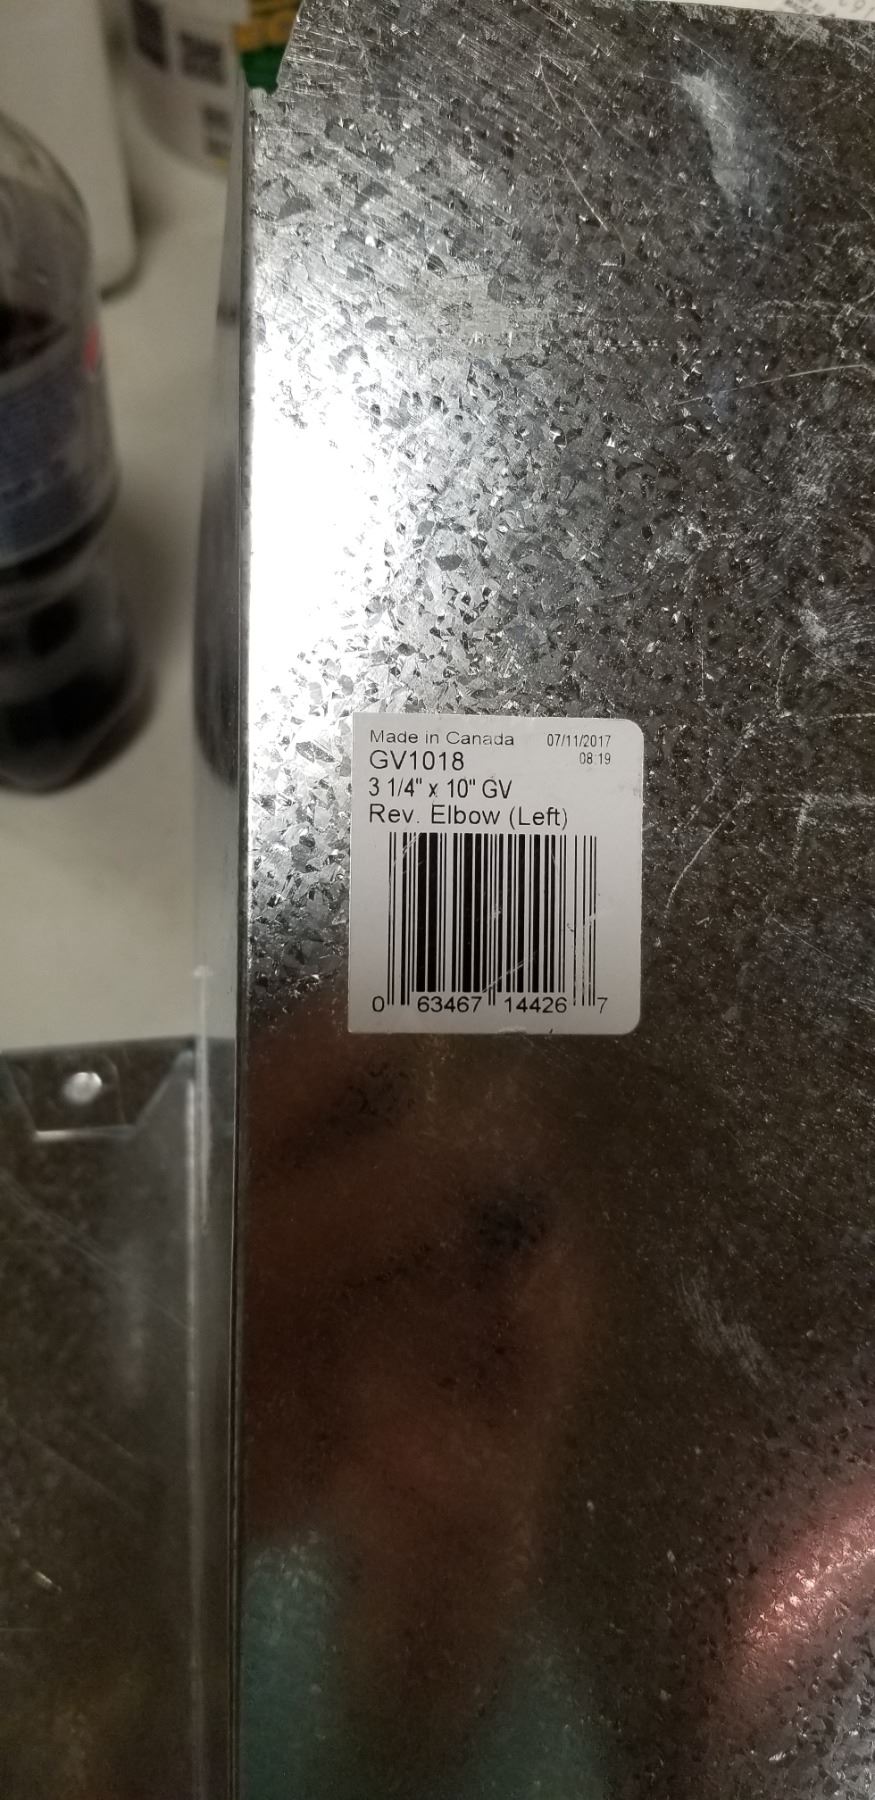 Made in Canada 07/11/2017
GV1018 08:19
3 1/4" x 10" GV
Rev. Elbow (Left)
0 63467 14426 7